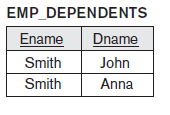 EMP_DEPENDENTS
Ename Dname
Smith John
Smith Anna